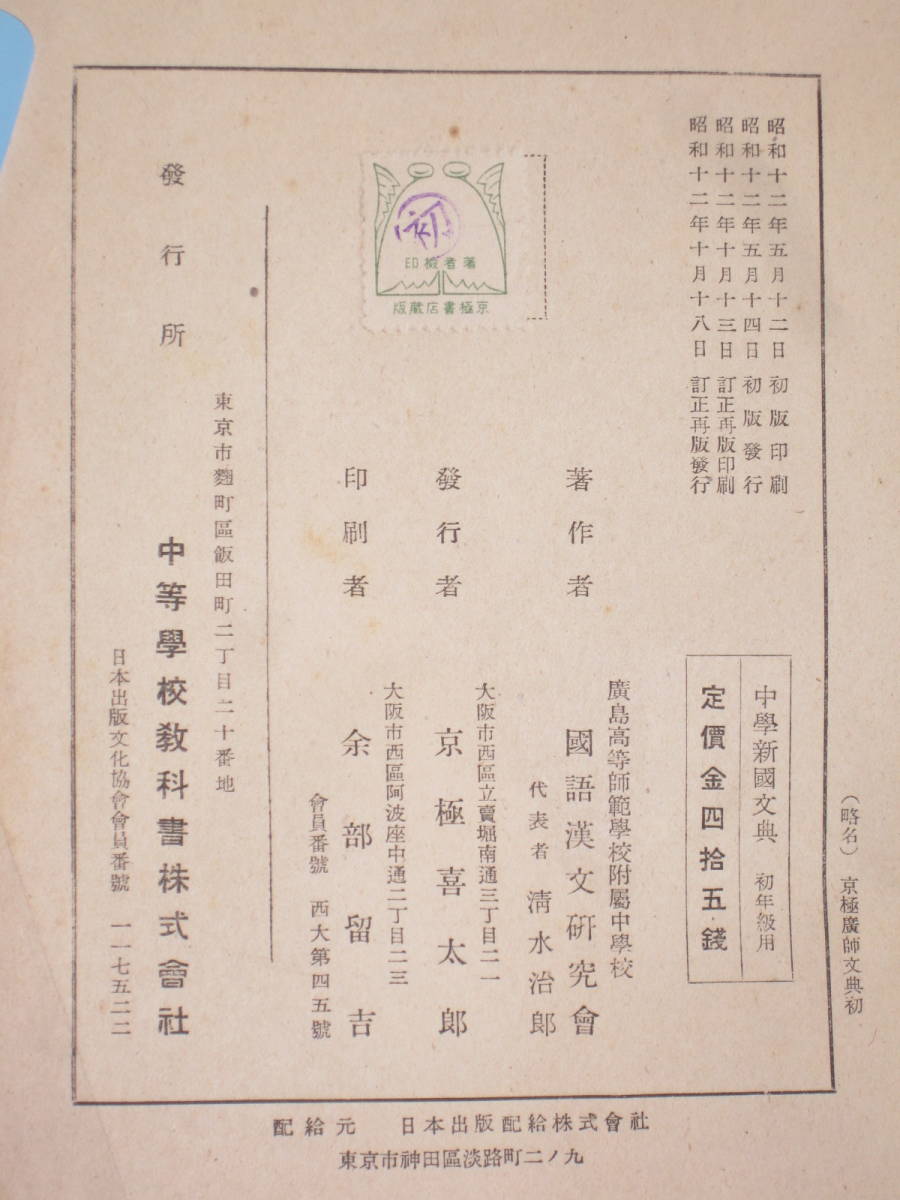 (略名) 京極廣師文典初
昭和十二年五月十二日 初版印刷
昭和十二年五月十四日 初版發行
昭和十二年十月十三日 訂正再版印刷
昭和十二年十月十八日 訂正再版發行
中學新國文典 初年級用
定價金四拾五錢
著者檢印
京極書店藏版
初
著作者
廣島高等師範學校附屬中學校
國語漢文研究會
代表者 清水治郎
發行者
大阪市西區立賣堀南通三丁目二一
京極喜太郎
印刷者
大阪市西區阿波座中通二丁目二三
余部留吉
會員番號 西大第四五號
發行所
東京市麴町區飯田町二丁目二十番地
中等學校教科書株式會社
日本出版文化協會會員番號 一一七五二二
配給元 日本出版配給株式會社
東京市神田區淡路町二ノ九